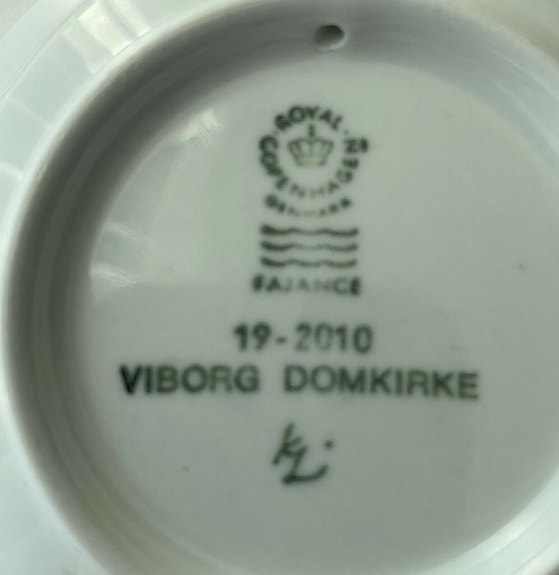 ROYAL
COPENHAGEN
DENMARK
FAJANCE
19-2010
VIBORG DOMKIRKE